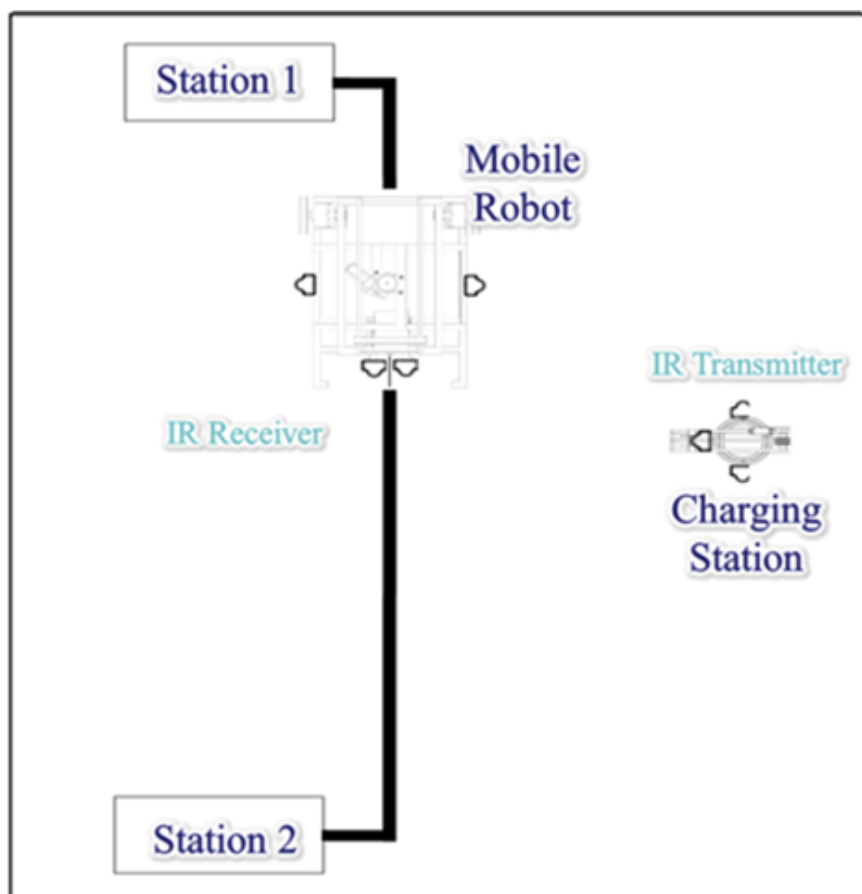 Station 1
Mobile
Robot
IR Transmitter
IR Receiver
Charging
Station
Station 2